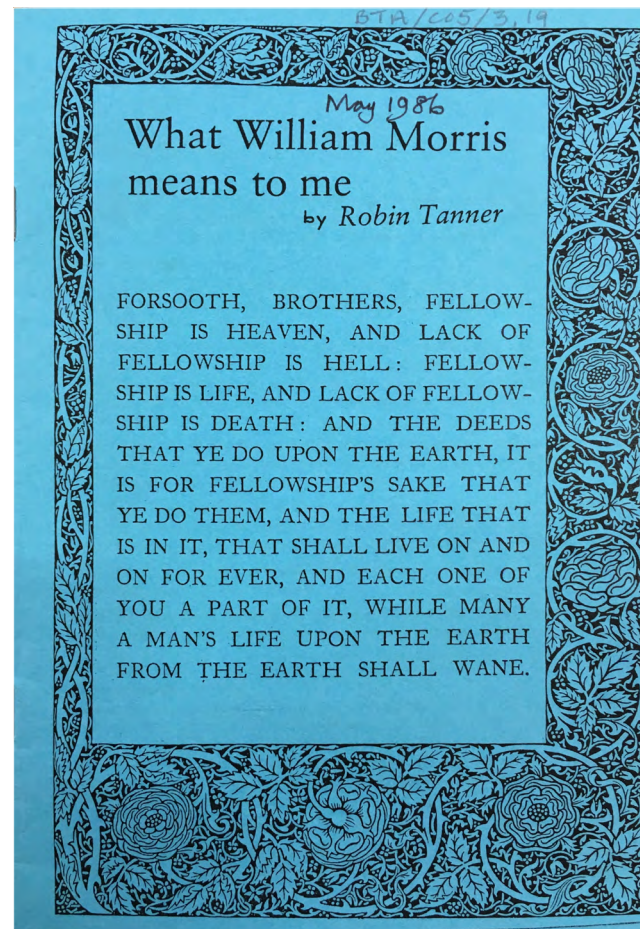 BTA/C05/3.19
May 1986
What William Morris
means to me
by Robin Tanner
FORSOOTH, BROTHERS, FELLOW-
SHIP IS HEAVEN, AND LACK OF
FELLOWSHIP IS HELL: FELLOW-
SHIP IS LIFE, AND LACK OF FELLOW-
SHIP IS DEATH: AND THE DEEDS
THAT YE DO UPON THE EARTH, IT
IS FOR FELLOWSHIP'S SAKE THAT
YE DO THEM, AND THE LIFE THAT
IS IN IT, THAT SHALL LIVE ON AND
ON FOR EVER, AND EACH ONE OF
YOU A PART OF IT, WHILE MANY
A MAN'S LIFE UPON THE EARTH
FROM THE EARTH SHALL WANE.